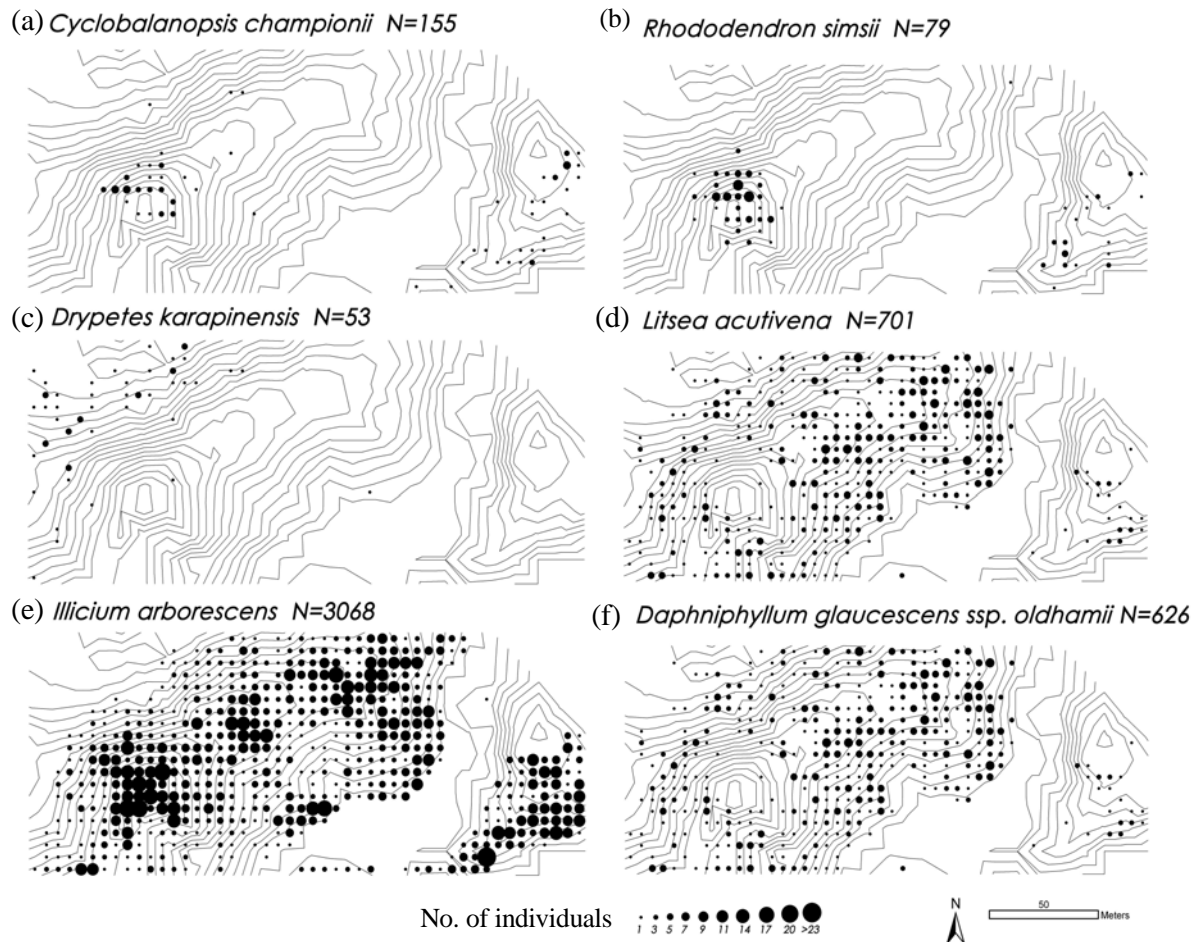 (a) Cyclobalanopsis championii N=155
(b) Rhododendron simsii N=79
(c) Drypetes karapinensis N=53
(d) Litsea acutivena N=701
(e) Illicium arborescens N=3068
(f) Daphniphyllum glaucescens ssp. oldhamii N=626
No. of individuals
1 3 5 7 9 11 14 17 20 >23
N
50
Meters